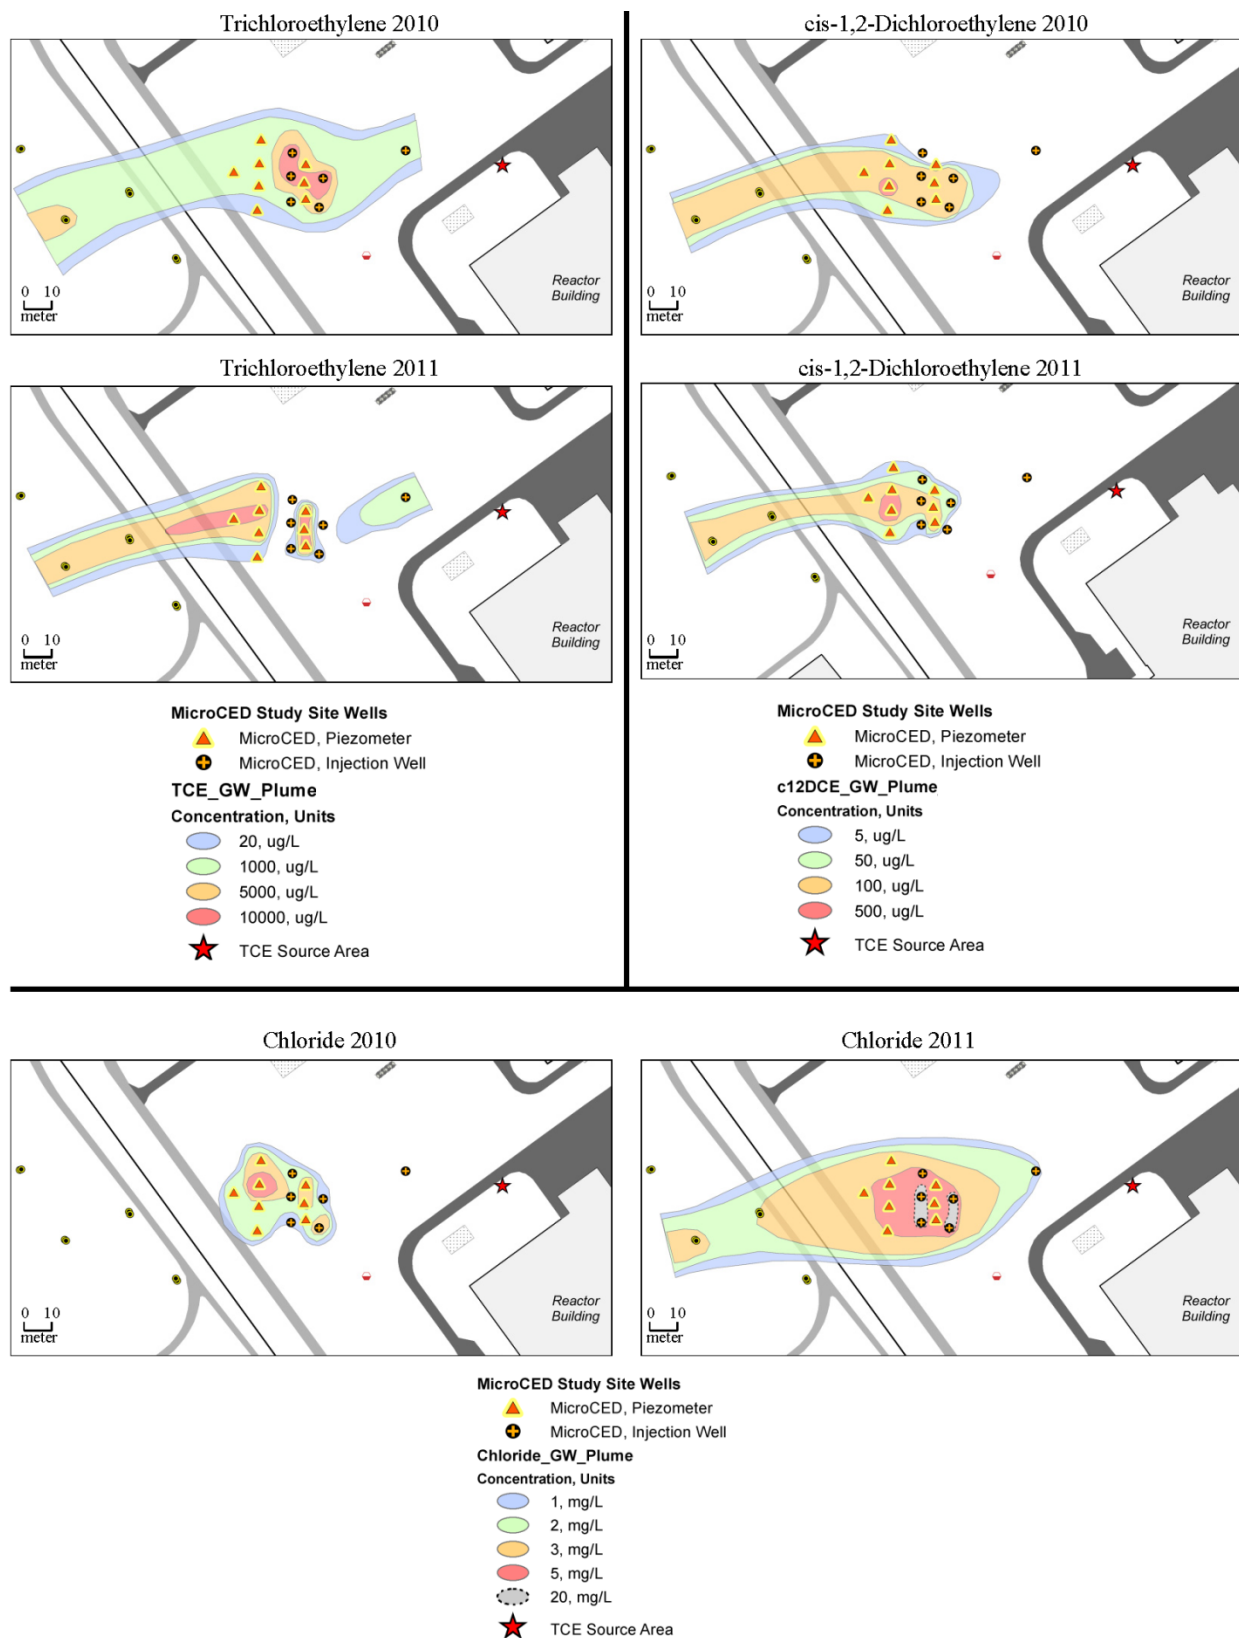 Trichloroethylene 2010
cis-1,2-Dichloroethylene 2010
0 10
meter
Reactor
Building
0 10
meter
Reactor
Building
Trichloroethylene 2011
cis-1,2-Dichloroethylene 2011
0 10
meter
Reactor
Building
0 10
meter
Reactor
Building
MicroCED Study Site Wells
MicroCED, Piezometer
MicroCED, Injection Well
TCE_GW_Plume
Concentration, Units
20, ug/L
1000, ug/L
5000, ug/L
10000, ug/L
TCE Source Area
MicroCED Study Site Wells
MicroCED, Piezometer
MicroCED, Injection Well
c12DCE_GW_Plume
Concentration, Units
5, ug/L
50, ug/L
100, ug/L
500, ug/L
TCE Source Area
Chloride 2010
Chloride 2011
0 10
meter
Reactor
Building
0 10
meter
Reactor
Building
MicroCED Study Site Wells
MicroCED, Piezometer
MicroCED, Injection Well
Chloride_GW_Plume
Concentration, Units
1, mg/L
2, mg/L
3, mg/L
5, mg/L
20, mg/L
TCE Source Area